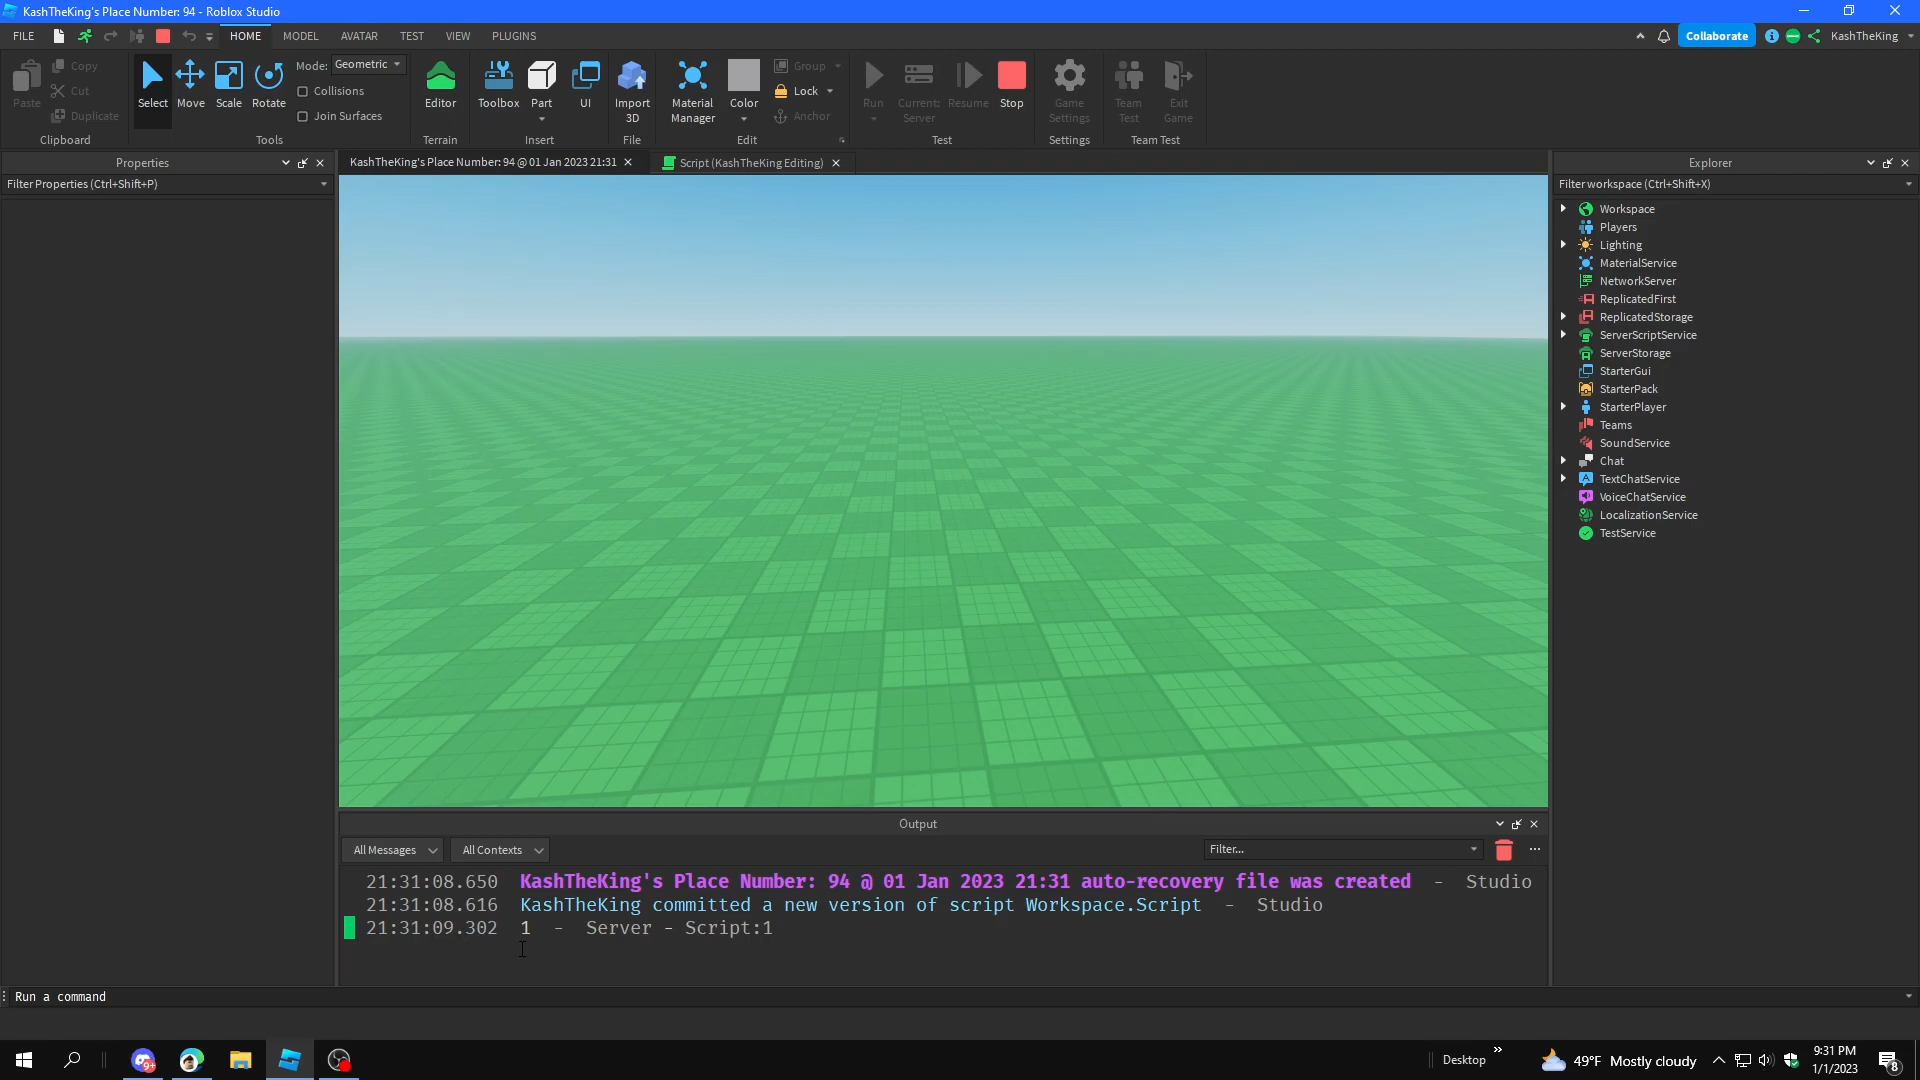 KashTheKing's Place Number: 94 - Roblox Studio
FILE HOME MODEL AVATAR TEST VIEW PLUGINS Collaborate KashTheKing
Paste Copy Cut Duplicate
Clipboard
Select Move Scale Rotate Mode: Geometric
Collisions
Join Surfaces
Tools
Editor
Terrain
Toolbox Part UI
Insert
Import
3D
File
Material
Manager
Color
Group
Lock
Anchor
Edit
Run Current:
Server
Resume Stop
Test
Game
Settings
Settings
Team
Test
Exit
Game
Team Test
Properties
Filter Properties (Ctrl+Shift+P)
KashTheKing's Place Number: 94 @ 01 Jan 2023 21:31
Script (KashTheKing Editing)
Explorer
Filter workspace (Ctrl+Shift+X)
Workspace
Players
Lighting
MaterialService
NetworkServer
ReplicatedFirst
ReplicatedStorage
ServerScriptService
ServerStorage
StarterGui
StarterPack
StarterPlayer
Teams
SoundService
Chat
TextChatService
VoiceChatService
LocalizationService
TestService
Output
All Messages All Contexts Filter...
21:31:08.650 KashTheKing's Place Number: 94 @ 01 Jan 2023 21:31 auto-recovery file was created - Studio
21:31:08.616 KashTheKing committed a new version of script Workspace.Script - Studio
21:31:09.302 1 - Server - Script:1
Run a command
9+
Desktop
49°F Mostly cloudy
9:31 PM
1/1/2023
8